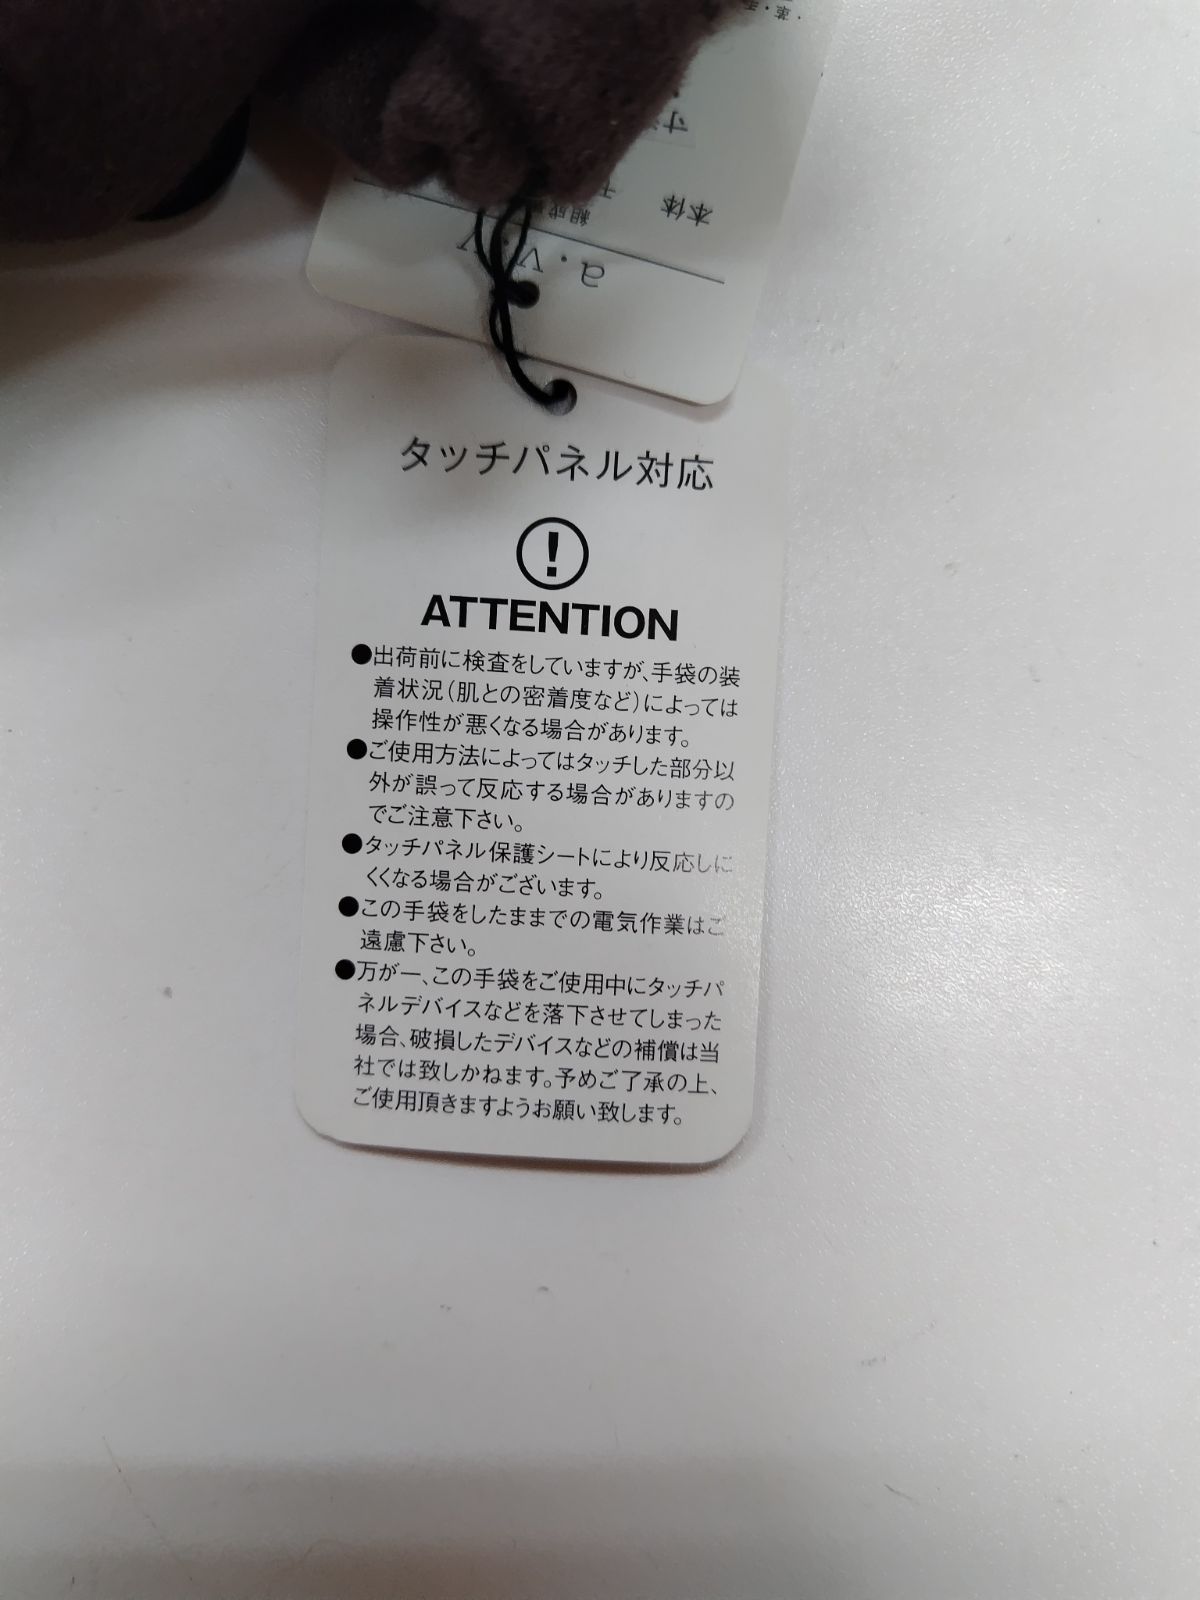 本体
組成
a.v.v
タッチパネル対応
!
ATTENTION
●出荷前に検査をしていますが、手袋の装
着状況(肌との密着度など)によっては
操作性が悪くなる場合があります。
●ご使用方法によってはタッチした部分以
外が誤って反応する場合がありますの
でご注意下さい。
●タッチパネル保護シートにより反応しに
くくなる場合がございます。
●この手袋をしたままでの電気作業はご
遠慮下さい。
●万が一、この手袋をご使用中にタッチパ
ネルデバイスなどを落下させてしまった
場合、破損したデバイスなどの補償は当
社では致しかねます。予めご了承の上、
ご使用頂きますようお願い致します。